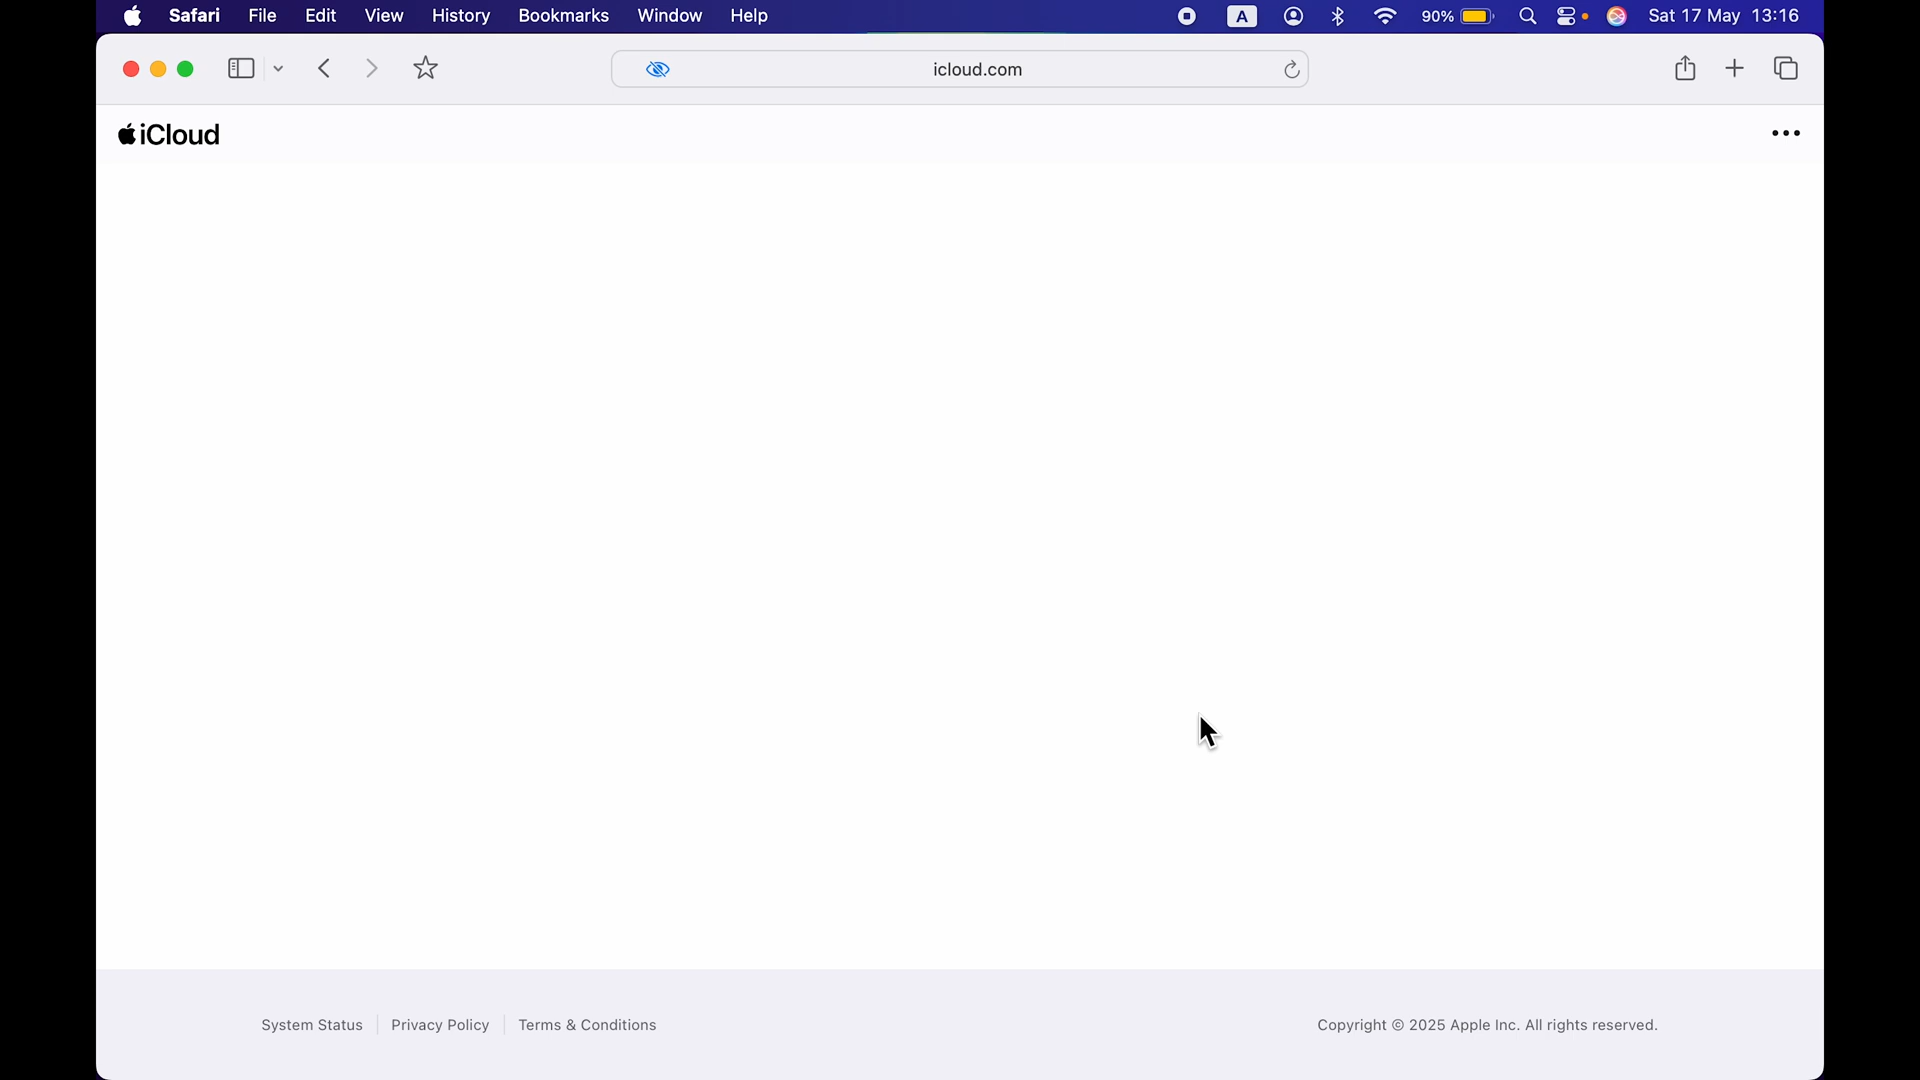 Safari File Edit View History Bookmarks Window Help A 90% Sat 17 May 13:16
icloud.com
iCloud
System Status Privacy Policy Terms & Conditions Copyright © 2025 Apple Inc. All rights reserved.